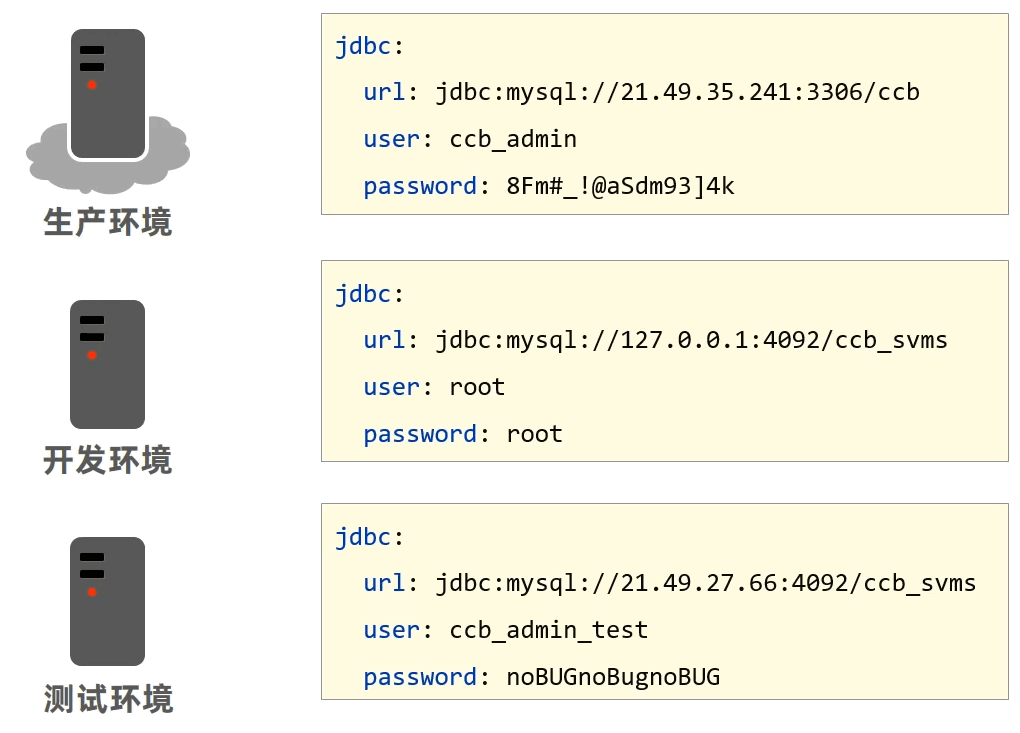 jdbc:
url: jdbc:mysql://21.49.35.241:3306/ccb
user: ccb_admin
password: 8Fm#_!@aSdm93]4k
生产环境
jdbc:
url: jdbc:mysql://127.0.0.1:4092/ccb_svms
user: root
password: root
开发环境
jdbc:
url: jdbc:mysql://21.49.27.66:4092/ccb_svms
user: ccb_admin_test
password: noBUGnoBugnoBUG
测试环境